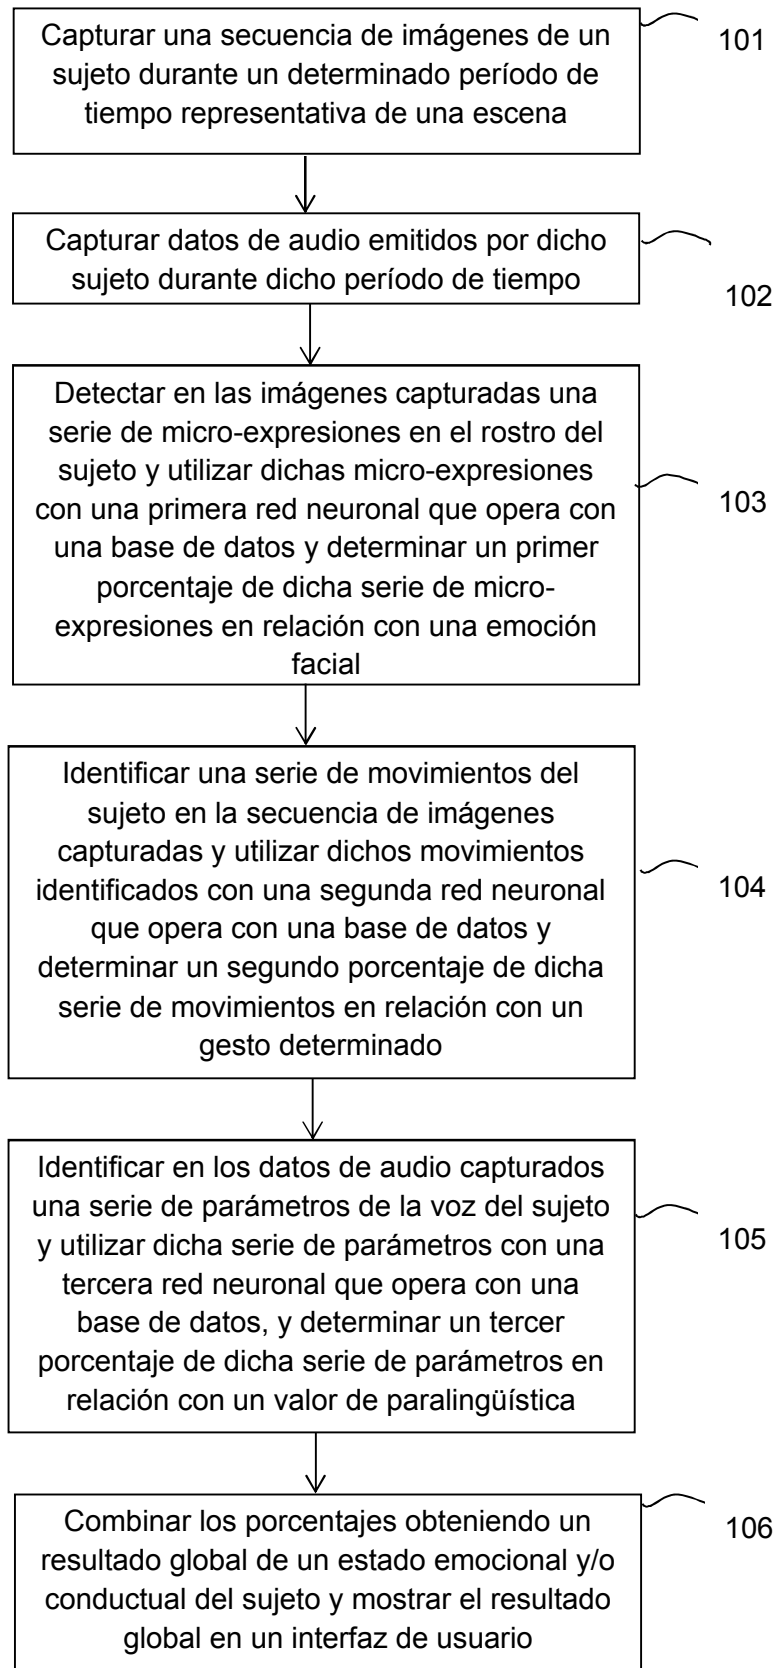 Capturar una secuencia de imágenes de un
sujeto durante un determinado período de
tiempo representativa de una escena
101
Capturar datos de audio emitidos por dicho
sujeto durante dicho período de tiempo
102
Detectar en las imágenes capturadas una
serie de micro-expresiones en el rostro del
sujeto y utilizar dichas micro-expresiones
con una primera red neuronal que opera con
una base de datos y determinar un primer
porcentaje de dicha serie de micro-
expresiones en relación con una emoción
facial
103
Identificar una serie de movimientos del
sujeto en la secuencia de imágenes
capturadas y utilizar dichos movimientos
identificados con una segunda red neuronal
que opera con una base de datos y
determinar un segundo porcentaje de dicha
serie de movimientos en relación con un
gesto determinado
104
Identificar en los datos de audio capturados
una serie de parámetros de la voz del sujeto
y utilizar dicha serie de parámetros con una
tercera red neuronal que opera con una
base de datos, y determinar un tercer
porcentaje de dicha serie de parámetros en
relación con un valor de paralingüística
105
Combinar los porcentajes obteniendo un
resultado global de un estado emocional y/o
conductual del sujeto y mostrar el resultado
global en un interfaz de usuario
106